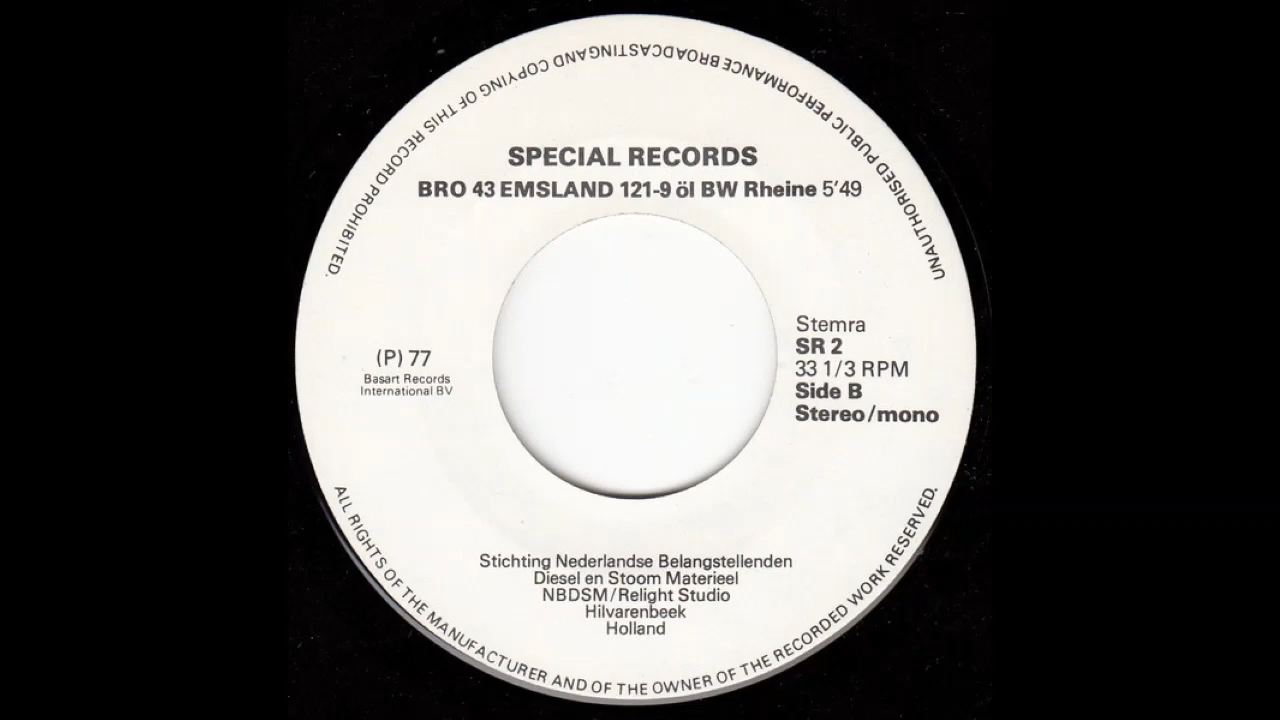 UNAUTHORISED PUBLIC PERFORMANCE BROADCASTING AND COPYING OF THIS RECORD PROHIBITED.
SPECIAL RECORDS
BRO 43 EMSLAND 121-9 öl BW Rheine 5'49
(P) 77
Basart Records
International BV
Stemra
SR 2
33 1/3 RPM
Side B
Stereo/mono
Stichting Nederlandse Belangstellenden
Diesel en Stoom Materieel
NBDSM/Relight Studio
Hilvarenbeek
Holland
ALL RIGHTS OF THE MANUFACTURER AND OF THE OWNER OF THE RECORDED WORK RESERVED.